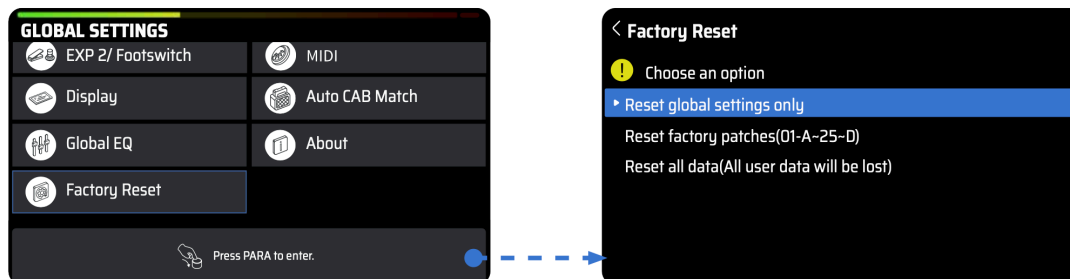 GLOBAL SETTINGS
EXP 2/ Footswitch
MIDI
Display
Auto CAB Match
Global EQ
About
Factory Reset
Press PARA to enter.
< Factory Reset
! Choose an option
Reset global settings only
Reset factory patches(01-A~25~D)
Reset all data(All user data will be lost)